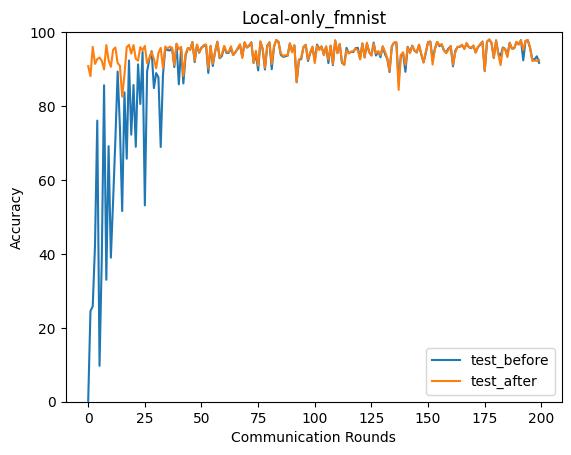 Local-only_fmnist
100
80
60
40
20
0
Accuracy
test_before
test_after
0 25 50 75 100 125 150 175 200
Communication Rounds